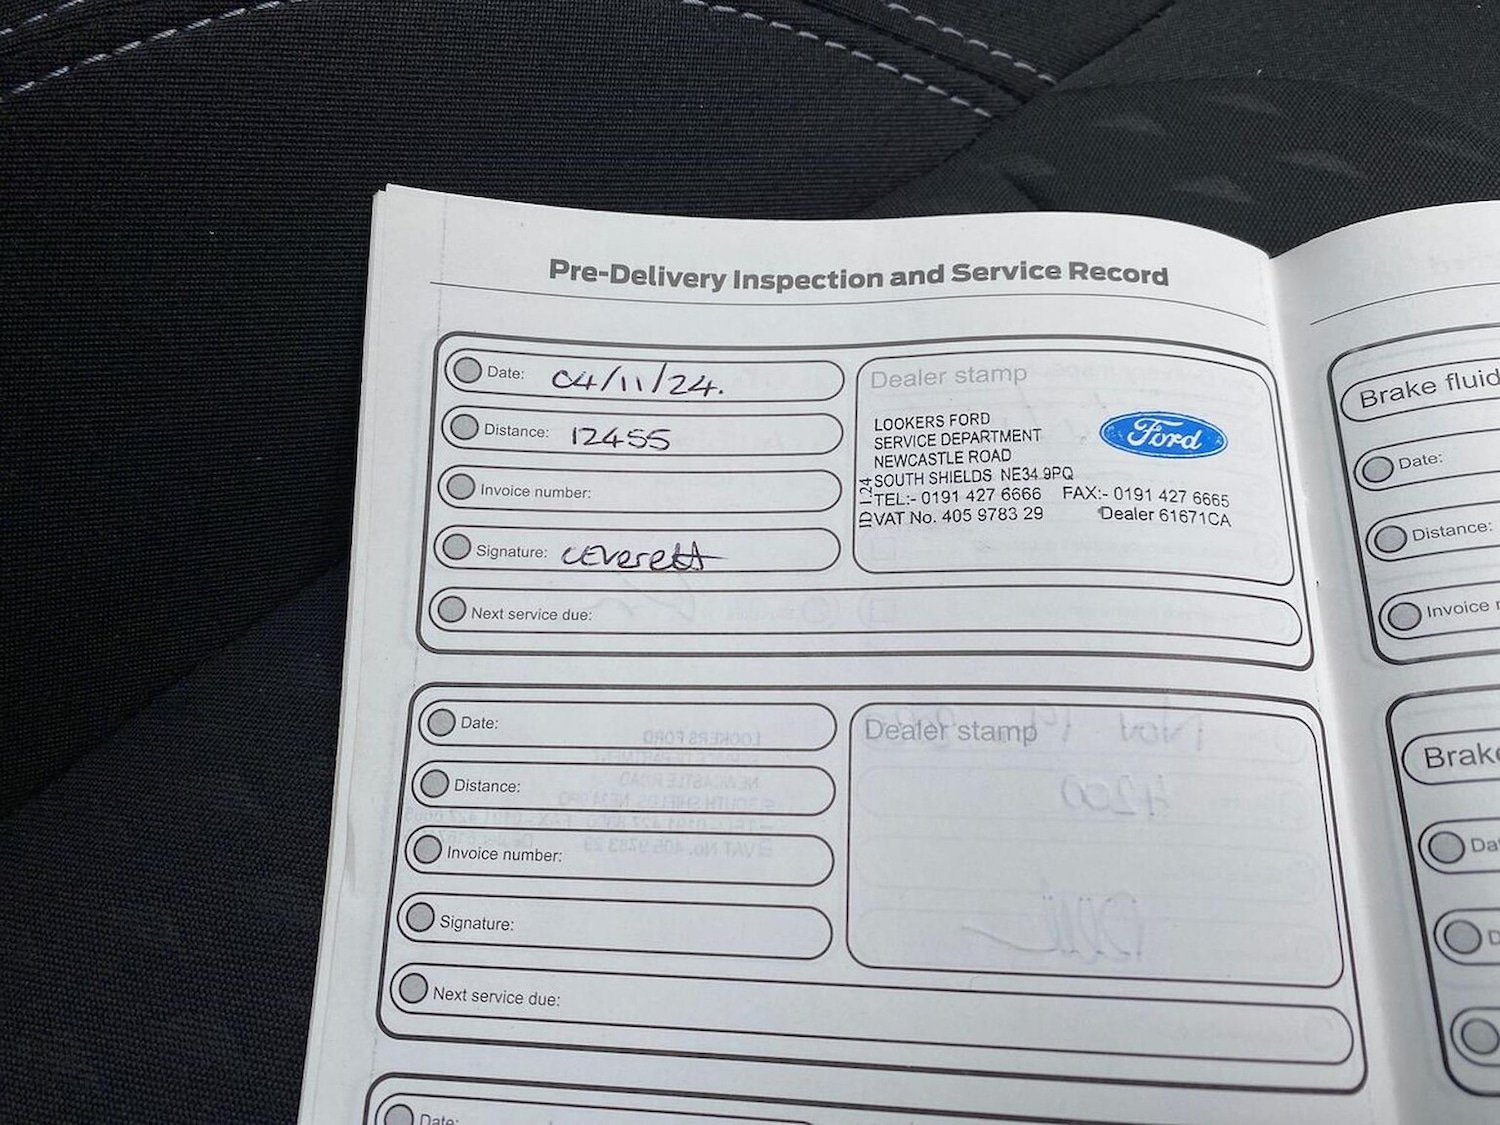 Pre-Delivery Inspection and Service Record
Date: 04/11/24.
Distance: 12455
Invoice number:
Signature: CEverett
Next service due:
Dealer stamp
LOOKERS FORD
SERVICE DEPARTMENT
NEWCASTLE ROAD
SOUTH SHIELDS NE34 9PQ
TEL:- 0191 427 6666 FAX:- 0191 427 6665
VAT No. 405 9783 29 Dealer 61671CA
ID L24
Ford
Date:
Distance:
Invoice number:
Signature:
Next service due:
Dealer stamp
Date:
Brake fluid
Date:
Distance:
Invoice
Brake